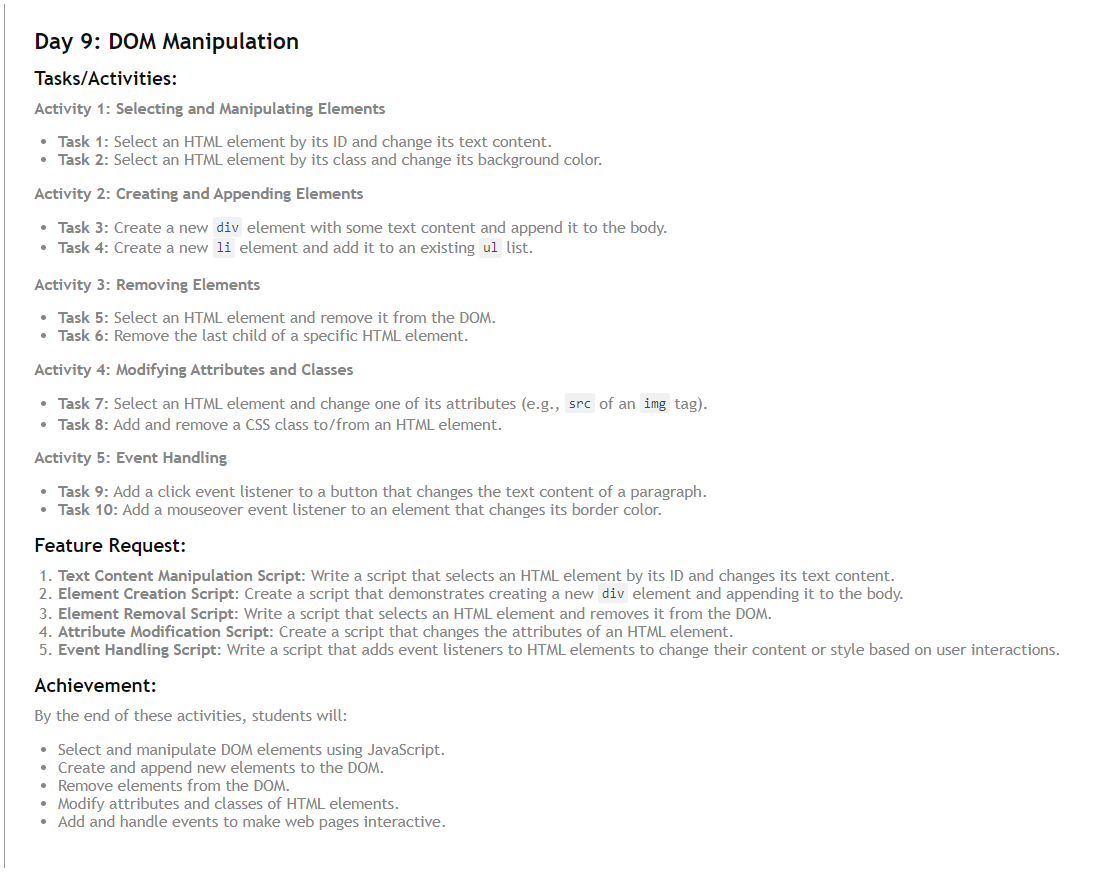 Day 9: DOM Manipulation
Tasks/Activities:
Activity 1: Selecting and Manipulating Elements
• Task 1: Select an HTML element by its ID and change its text content.
• Task 2: Select an HTML element by its class and change its background color.
Activity 2: Creating and Appending Elements
• Task 3: Create a new div element with some text content and append it to the body.
• Task 4: Create a new li element and add it to an existing ul list.
Activity 3: Removing Elements
• Task 5: Select an HTML element and remove it from the DOM.
• Task 6: Remove the last child of a specific HTML element.
Activity 4: Modifying Attributes and Classes
• Task 7: Select an HTML element and change one of its attributes (e.g., src of an img tag).
• Task 8: Add and remove a CSS class to/from an HTML element.
Activity 5: Event Handling
• Task 9: Add a click event listener to a button that changes the text content of a paragraph.
• Task 10: Add a mouseover event listener to an element that changes its border color.
Feature Request:
1. Text Content Manipulation Script: Write a script that selects an HTML element by its ID and changes its text content.
2. Element Creation Script: Create a script that demonstrates creating a new div element and appending it to the body.
3. Element Removal Script: Write a script that selects an HTML element and removes it from the DOM.
4. Attribute Modification Script: Create a script that changes the attributes of an HTML element.
5. Event Handling Script: Write a script that adds event listeners to HTML elements to change their content or style based on user interactions.
Achievement:
By the end of these activities, students will:
• Select and manipulate DOM elements using JavaScript.
• Create and append new elements to the DOM.
• Remove elements from the DOM.
• Modify attributes and classes of HTML elements.
• Add and handle events to make web pages interactive.